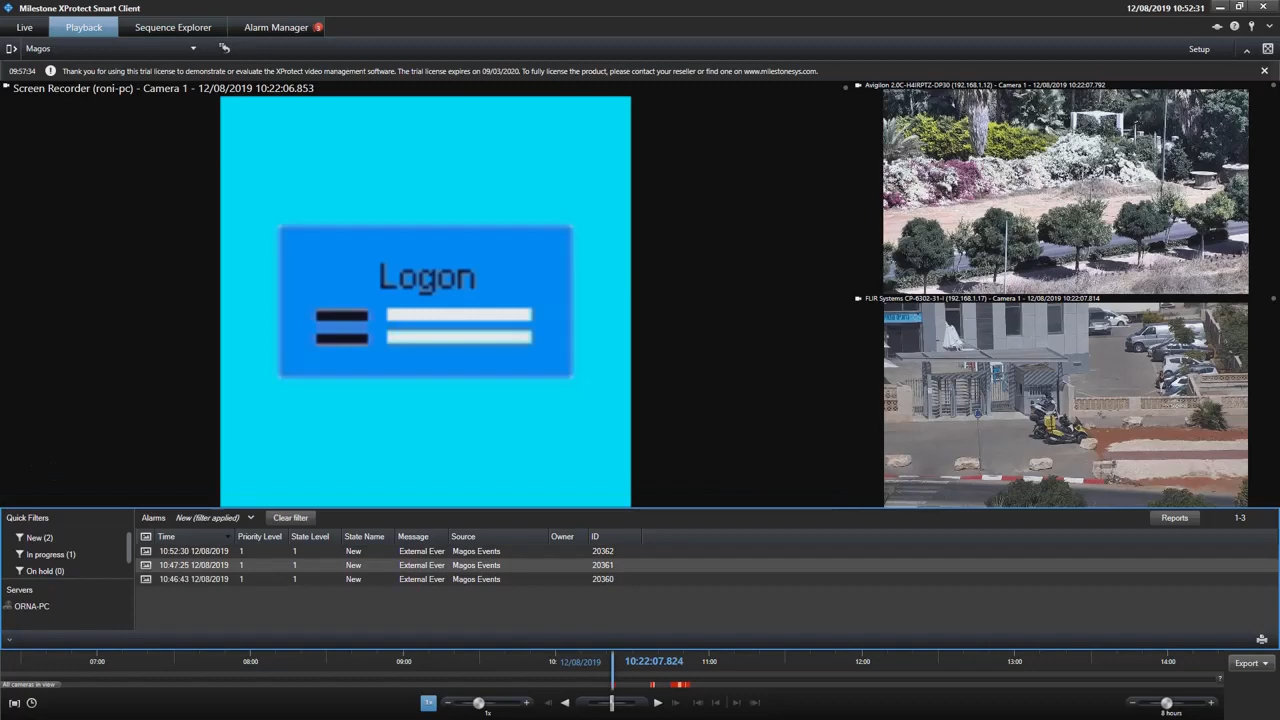 Milestone XProtect Smart Client
12/08/2019 10:52:31
Live Playback Sequence Explorer Alarm Manager 3
Magos
Setup
09:57:34 Thank you for using this trial license to demonstrate or evaluate the XProtect video management software. The trial license expires on 09/03/2020. To fully license the product, please contact your reseller or find one on www.milestonesys.com.
Screen Recorder (roni-pc) - Camera 1 - 12/08/2019 10:22:06.853
Avigilon 2.0C-H4IRPTZ-DP30 (192.168.1.12) - Camera 1 - 12/08/2019 10:22:07.792
Logon
FLIR Systems CP-6302-31-I (192.168.1.17) - Camera 1 - 12/08/2019 10:22:07.814
Quick Filters
New (2)
In progress (1)
On hold (0)
Servers
ORNA-PC
Alarms New (filter applied) Clear filter Reports 1-3
Time Priority Level State Level State Name Message Source Owner ID
10:52:30 12/08/2019 1 1 New External Ever Magos Events 20362
10:47:25 12/08/2019 1 1 New External Ever Magos Events 20361
10:46:43 12/08/2019 1 1 New External Ever Magos Events 20360
07:00 08:00 09:00 10: 12/08/2019 10:22:07.824 11:00 12:00 13:00 14:00
Export
All cameras in view
?
1x
1x
8 hours